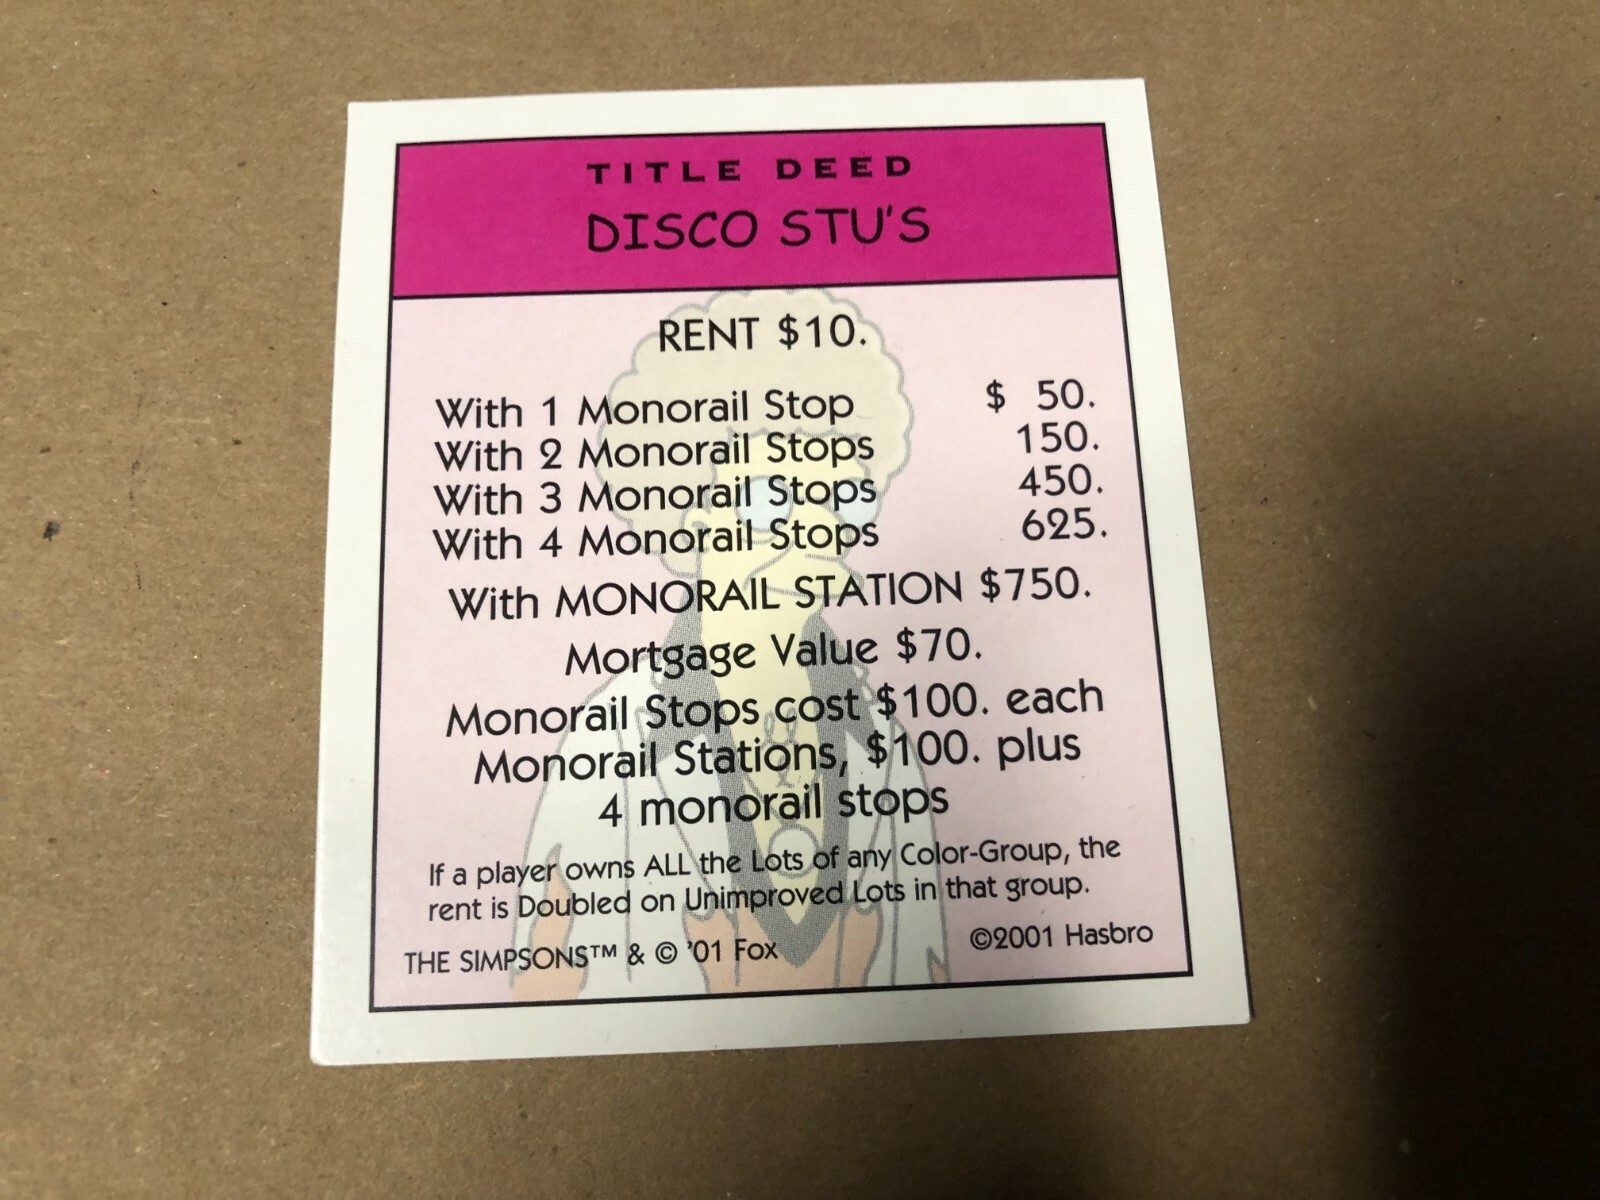 TITLE DEED
DISCO STU'S
RENT $10.
With 1 Monorail Stop $ 50.
With 2 Monorail Stops 150.
With 3 Monorail Stops 450.
With 4 Monorail Stops 625.
With MONORAIL STATION $750.
Mortgage Value $70.
Monorail Stops cost $100. each
Monorail Stations, $100. plus
4 monorail stops
If a player owns ALL the Lots of any Color-Group, the
rent is Doubled on Unimproved Lots in that group.
THE SIMPSONS™ & © '01 Fox ©2001 Hasbro